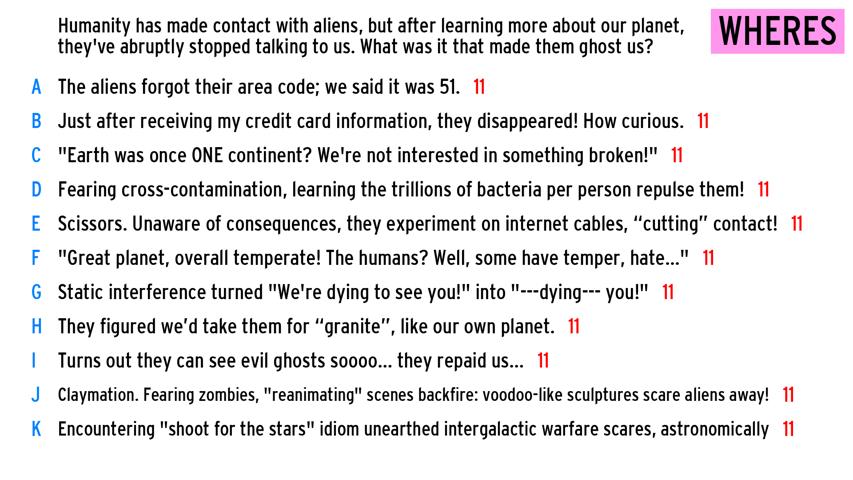 Humanity has made contact with aliens, but after learning more about our planet,
they've abruptly stopped talking to us. What was it that made them ghost us?
WHERES
A The aliens forgot their area code; we said it was 51. 11
B Just after receiving my credit card information, they disappeared! How curious. 11
C "Earth was once ONE continent? We're not interested in something broken!" 11
D Fearing cross-contamination, learning the trillions of bacteria per person repulse them! 11
E Scissors. Unaware of consequences, they experiment on internet cables, “cutting” contact! 11
F "Great planet, overall temperate! The humans? Well, some have temper, hate..." 11
G Static interference turned "We're dying to see you!" into "---dying--- you!" 11
H They figured we’d take them for “granite”, like our own planet. 11
I Turns out they can see evil ghosts soooo... they repaid us... 11
J Claymation. Fearing zombies, "reanimating" scenes backfire: voodoo-like sculptures scare aliens away! 11
K Encountering "shoot for the stars" idiom unearthed intergalactic warfare scares, astronomically 11